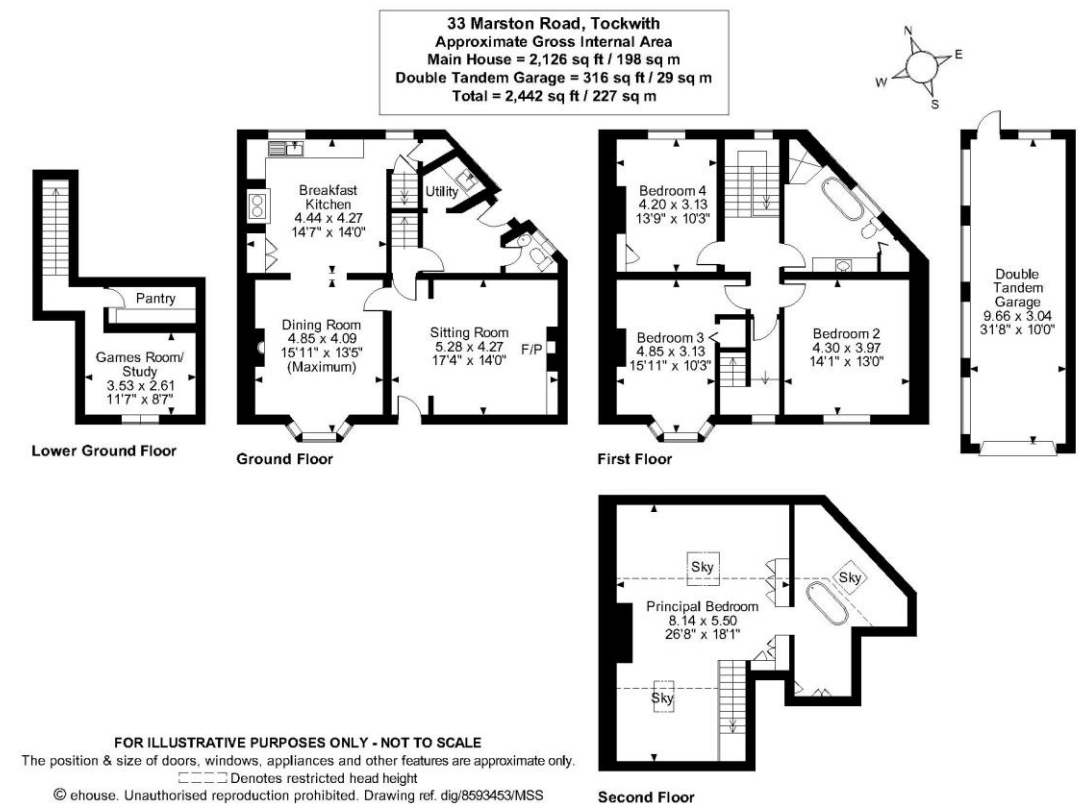 33 Marston Road, Tockwith
Approximate Gross Internal Area
Main House = 2,126 sq ft / 198 sq m
Double Tandem Garage = 316 sq ft / 29 sq m
Total = 2,442 sq ft / 227 sq m
N
E
W
S
Pantry
Games Room/
Study
3.53 x 2.61
11'7" x 8'7"
Lower Ground Floor
Breakfast
Kitchen
4.44 x 4.27
14'7" x 14'0"
Utility
Dining Room
4.85 x 4.09
15'11" x 13'5"
(Maximum)
Sitting Room
5.28 x 4.27
17'4" x 14'0"
F/P
Ground Floor
Bedroom 4
4.20 x 3.13
13'9" x 10'3"
Bedroom 3
4.85 x 3.13
15'11" x 10'3"
Bedroom 2
4.30 x 3.97
14'1" x 13'0"
First Floor
Double
Tandem
Garage
9.66 x 3.04
31'8" x 10'0"
Sky
Sky
Principal Bedroom
8.14 x 5.50
26'8" x 18'1"
Sky
Second Floor
FOR ILLUSTRATIVE PURPOSES ONLY - NOT TO SCALE
The position & size of doors, windows, appliances and other features are approximate only.
Denotes restricted head height
© ehouse. Unauthorised reproduction prohibited. Drawing ref. dig/8593453/MSS